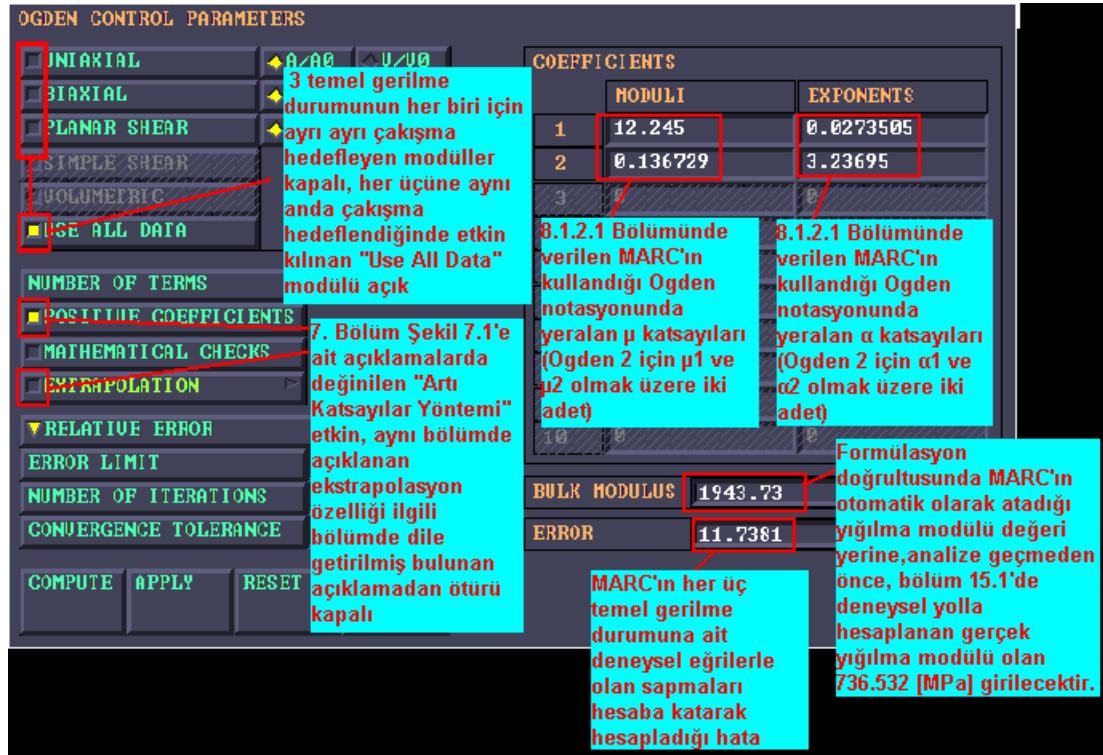 OGDEN CONTROL PARAMETERS
UNIAXIAL
A/A0
V/V0
BIAXIAL
PLANAR SHEAR
SIMPLE SHEAR
VOLUMETRIC
USE ALL DATA
3 temel gerilme
durumunun her biri için
ayrı ayrı çakışma
hedefleyen modüller
kapalı, her üçüne aynı
anda çakışma
hedeflendiğinde etkin
kılınan "Use All Data"
modülü açık
NUMBER OF TERMS
POSITIVE COEFFICIENTS
MATHEMATICAL CHECKS
EXTRAPOLATION
RELATIVE ERROR
ERROR LIMIT
NUMBER OF ITERATIONS
CONVERGENCE TOLERANCE
COMPUTE APPLY RESET
7. Bölüm Şekil 7.1'e
ait açıklamalarda
değinilen "Artı
Katsayılar Yöntemi"
etkin, aynı bölümde
açıklanan
ekstrapolasyon
özelliği ilgili
bölümde dile
getirilmiş bulunan
açıklamadan ötürü
kapalı
COEFFICIENTS
MODULI EXPONENTS
1 12.245 0.0273505
2 0.136729 3.23695
3 0 0
10 0 0
8.1.2.1 Bölümünde
verilen MARC'ın
kullandığı Ogden
notasyonunda
yeralan µ katsayıları
(Ogden 2 için µ1 ve
µ2 olmak üzere iki
adet)
8.1.2.1 Bölümünde
verilen MARC'ın
kullandığı Ogden
notasyonunda
yeralan α katsayıları
(Ogden 2 için α1 ve
α2 olmak üzere iki
adet)
BULK MODULUS 1943.73
ERROR 11.7381
MARC'ın her üç
temel gerilme
durumuna ait
deneysel eğrilerle
olan sapmaları
hesaba katarak
hesapladığı hata
Formülasyon
doğrultusunda MARC'ın
otomatik olarak atadığı
yığılma modülü değeri
yerine,analize geçmeden
önce, bölüm 15.1'de
deneysel yolla
hesaplanan gerçek
yığılma modülü olan
736.532 [MPa] girilecektir.